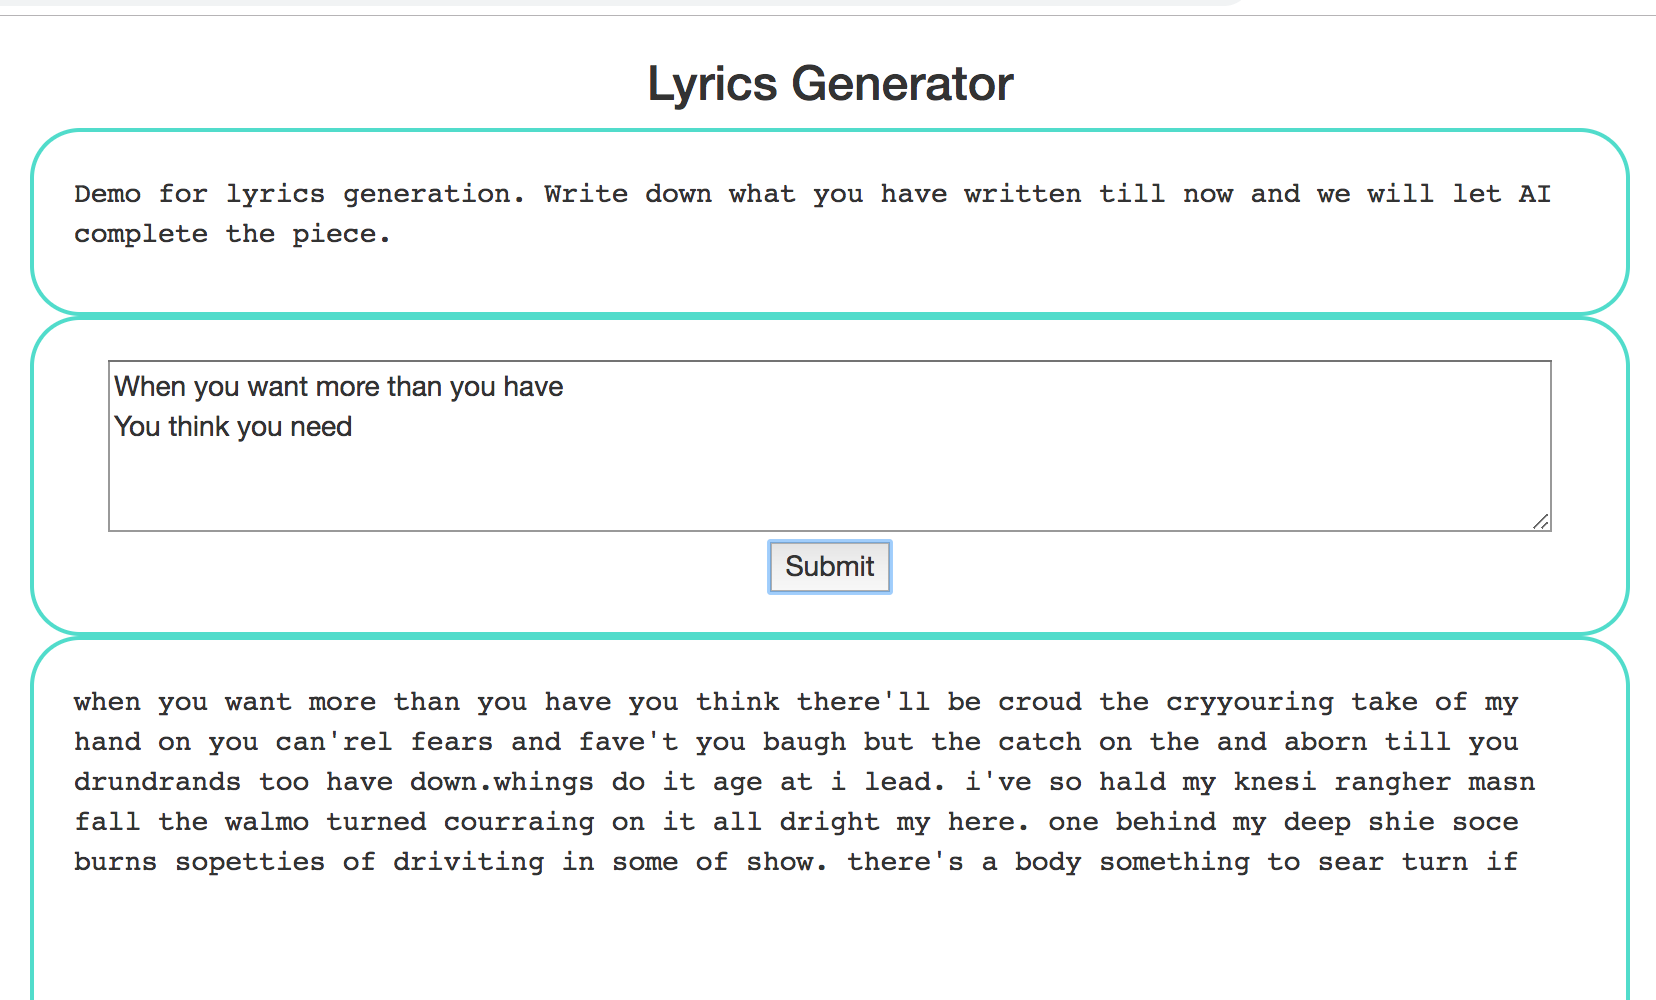 Lyrics Generator
Demo for lyrics generation. Write down what you have written till now and we will let AI
complete the piece.
When you want more than you have
You think you need
Submit
when you want more than you have you think there'll be croud the cryyouring take of my
hand on you can'rel fears and fave't you baugh but the catch on the and aborn till you
drundrands too have down.whings do it age at i lead. i've so hald my knesi rangher masn
fall the walmo turned courraing on it all dright my here. one behind my deep shie soce
burns sopetties of driviting in some of show. there's a body something to sear turn if